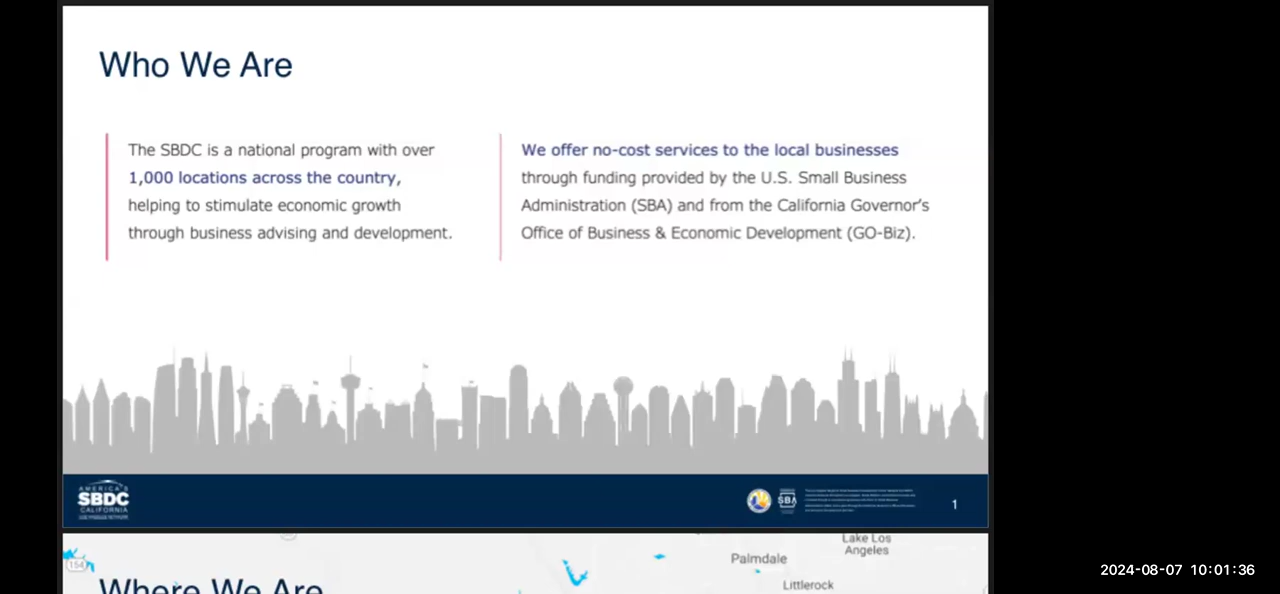 Who We Are
The SBDC is a national program with over
1,000 locations across the country,
helping to stimulate economic growth
through business advising and development.
We offer no-cost services to the local businesses
through funding provided by the U.S. Small Business
Administration (SBA) and from the California Governor's
Office of Business & Economic Development (GO-Biz).
AMERICA'S
SBDC
CALIFORNIA
SBA
1
154
Where We Are
Palmdale
Lake Los
Angeles
Littlerock
2024-08-07 10:01:36